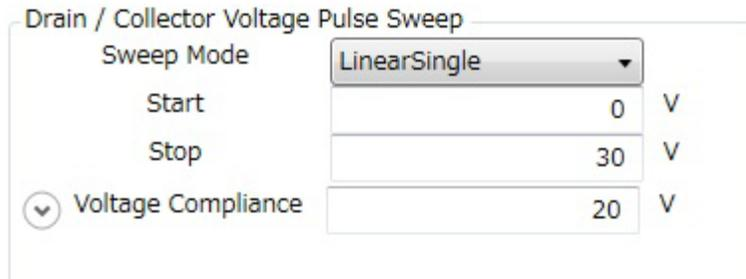 Drain / Collector Voltage Pulse Sweep
Sweep Mode LinearSingle
Start 0 V
Stop 30 V
Voltage Compliance 20 V